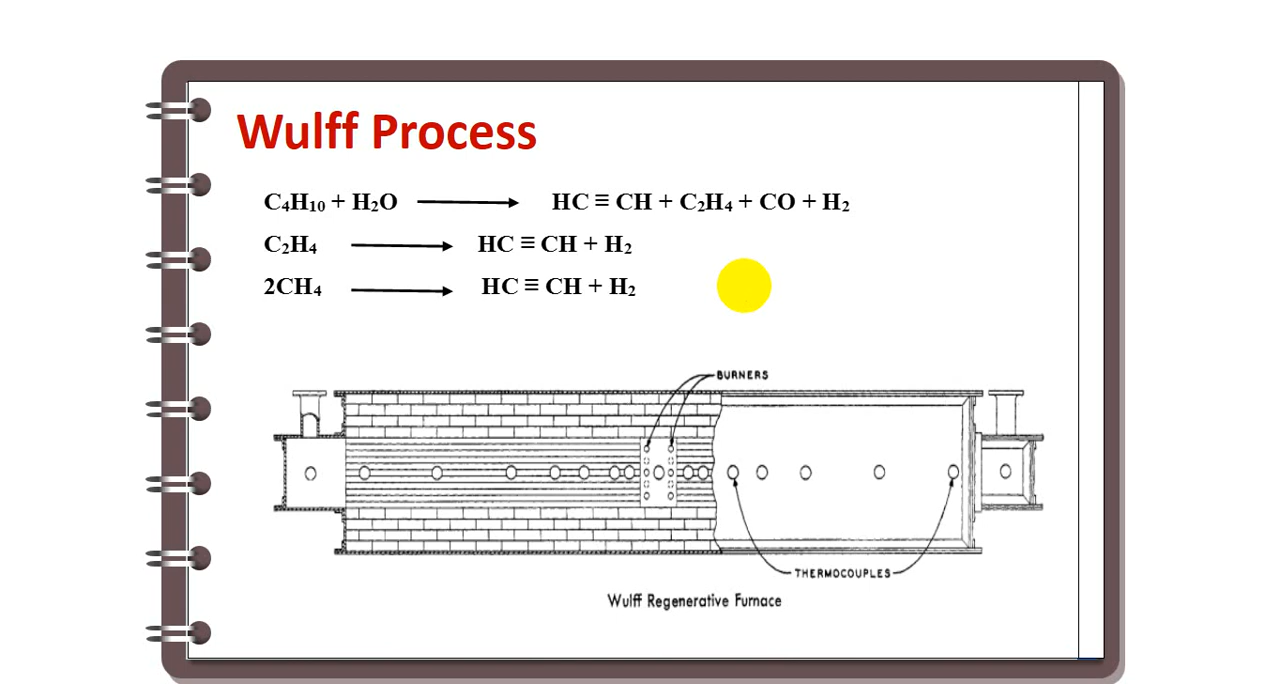 Wulff Process
C₄H₁₀ + H₂O ⟶ HC ≡ CH + C₂H₄ + CO + H₂
C₂H₄ ⟶ HC ≡ CH + H₂
2CH₄ ⟶ HC ≡ CH + H₂
BURNERS
THERMOCOUPLES
Wulff Regenerative Furnace